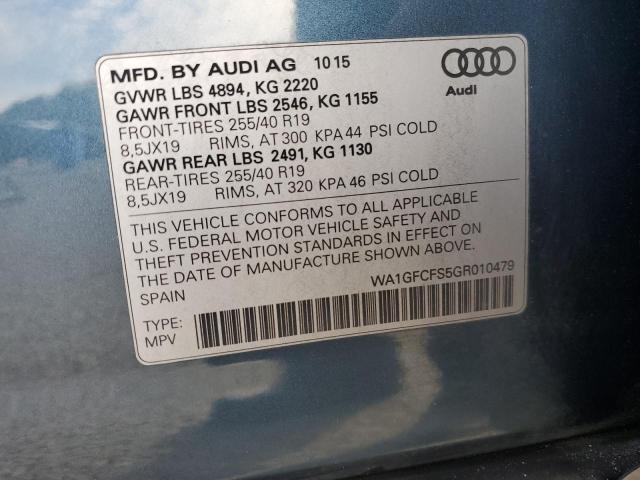 MFD. BY AUDI AG 10 15
GVWR LBS 4894, KG 2220
GAWR FRONT LBS 2546, KG 1155
FRONT-TIRES 255/40 R19
8,5JX19 RIMS, AT 300 KPA 44 PSI COLD
GAWR REAR LBS 2491, KG 1130
REAR-TIRES 255/40 R19
8,5JX19 RIMS, AT 320 KPA 46 PSI COLD
Audi
THIS VEHICLE CONFORMS TO ALL APPLICABLE
U.S. FEDERAL MOTOR VEHICLE SAFETY AND
THEFT PREVENTION STANDARDS IN EFFECT ON
THE DATE OF MANUFACTURE SHOWN ABOVE.
SPAIN
WA1GFCFS5GR010479
TYPE:
MPV